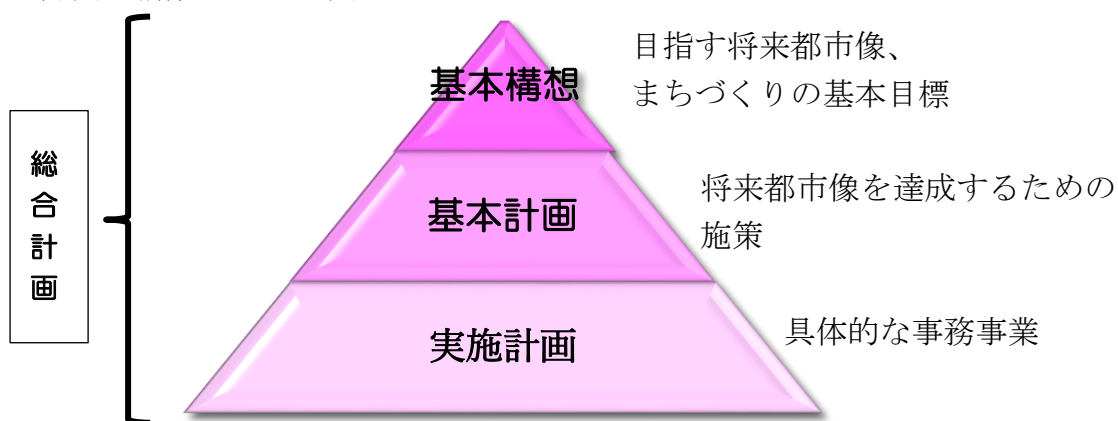 総合計画
基本構想
目指す将来都市像、
まちづくりの基本目標
基本計画
将来都市像を達成するための
施策
実施計画
具体的な事務事業